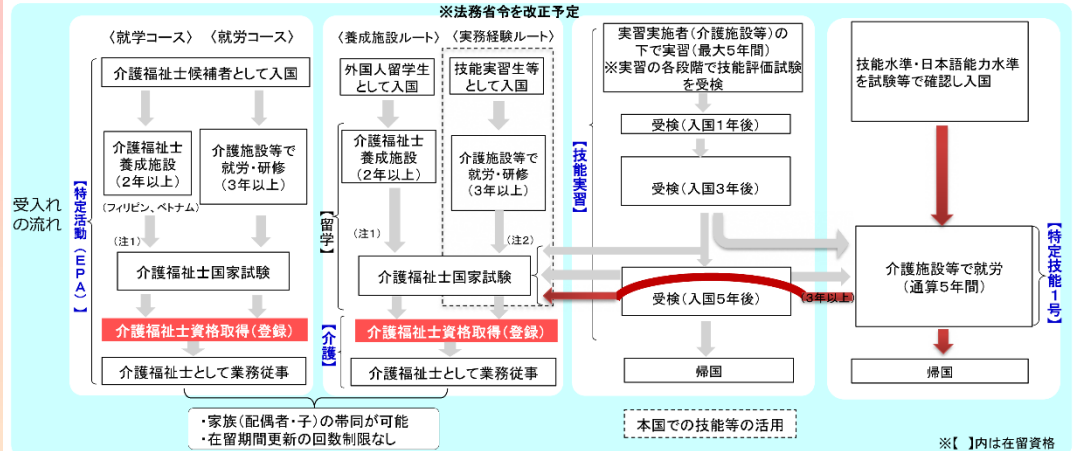 ※法務省令を改正予定
受入れ
の流れ
【特定活動(EPA)】
〈就学コース〉
〈就労コース〉
介護福祉士候補者として入国
介護福祉士
養成施設
(2年以上)
(フィリピン、ベトナム)
介護施設等で
就労・研修
(3年以上)
(注1)
介護福祉士国家試験
介護福祉士資格取得(登録)
介護福祉士として業務従事
〈養成施設ルート〉
〈実務経験ルート〉
【留学】
外国人留学生
として入国
技能実習生等
として入国
介護福祉士
養成施設
(2年以上)
介護施設等で
就労・研修
(3年以上)
(注1)
(注2)
介護福祉士国家試験
【介護】
介護福祉士資格取得(登録)
介護福祉士として業務従事
・家族(配偶者・子)の帯同が可能
・在留期間更新の回数制限なし
【技能実習】
実習実施者(介護施設等)の
下で実習(最大5年間)
※実習の各段階で技能評価試験
を受検
受検(入国1年後)
受検(入国3年後)
受検(入国5年後)
(3年以上)
帰国
本国での技能等の活用
技能水準・日本語能力水準
を試験等で確認し入国
介護施設等で就労
(通算5年間)
【特定技能1号】
帰国
※【 】内は在留資格